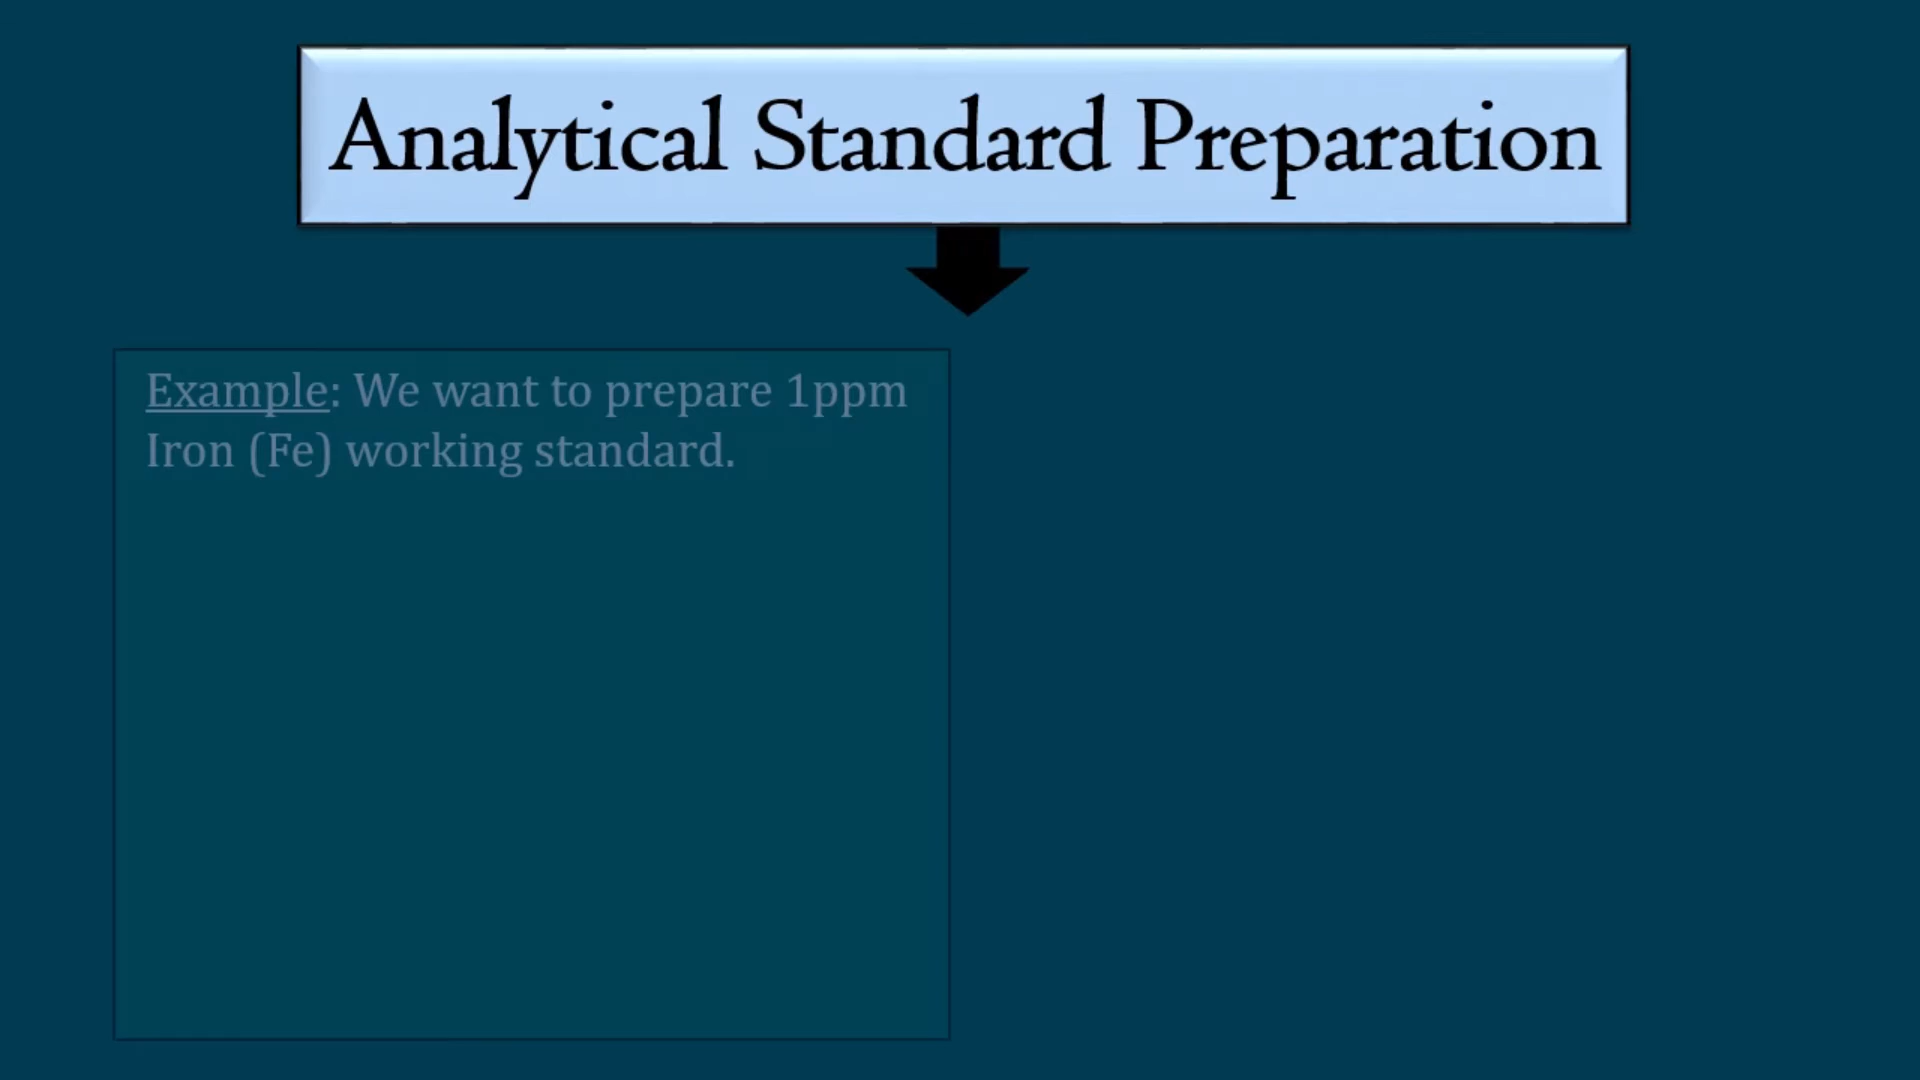 Analytical Standard Preparation
Example: We want to prepare 1ppm
Iron (Fe) working standard.